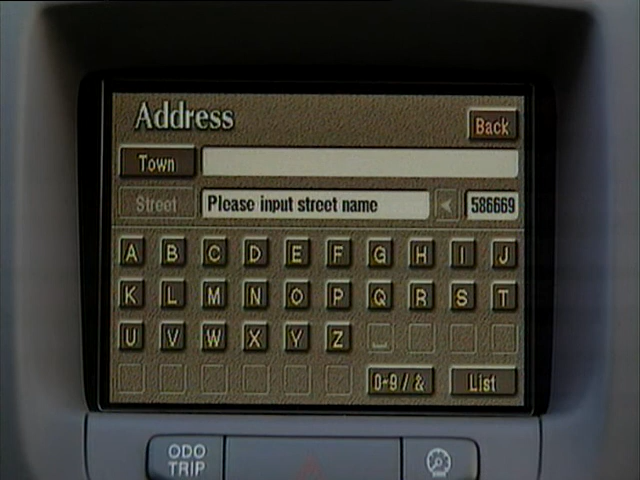 Address
Back
Town
Street Please input street name 586669
A B C D E F G H I J
K L M N O P Q R S T
U V W X Y Z
0-9 / & List
ODO
TRIP